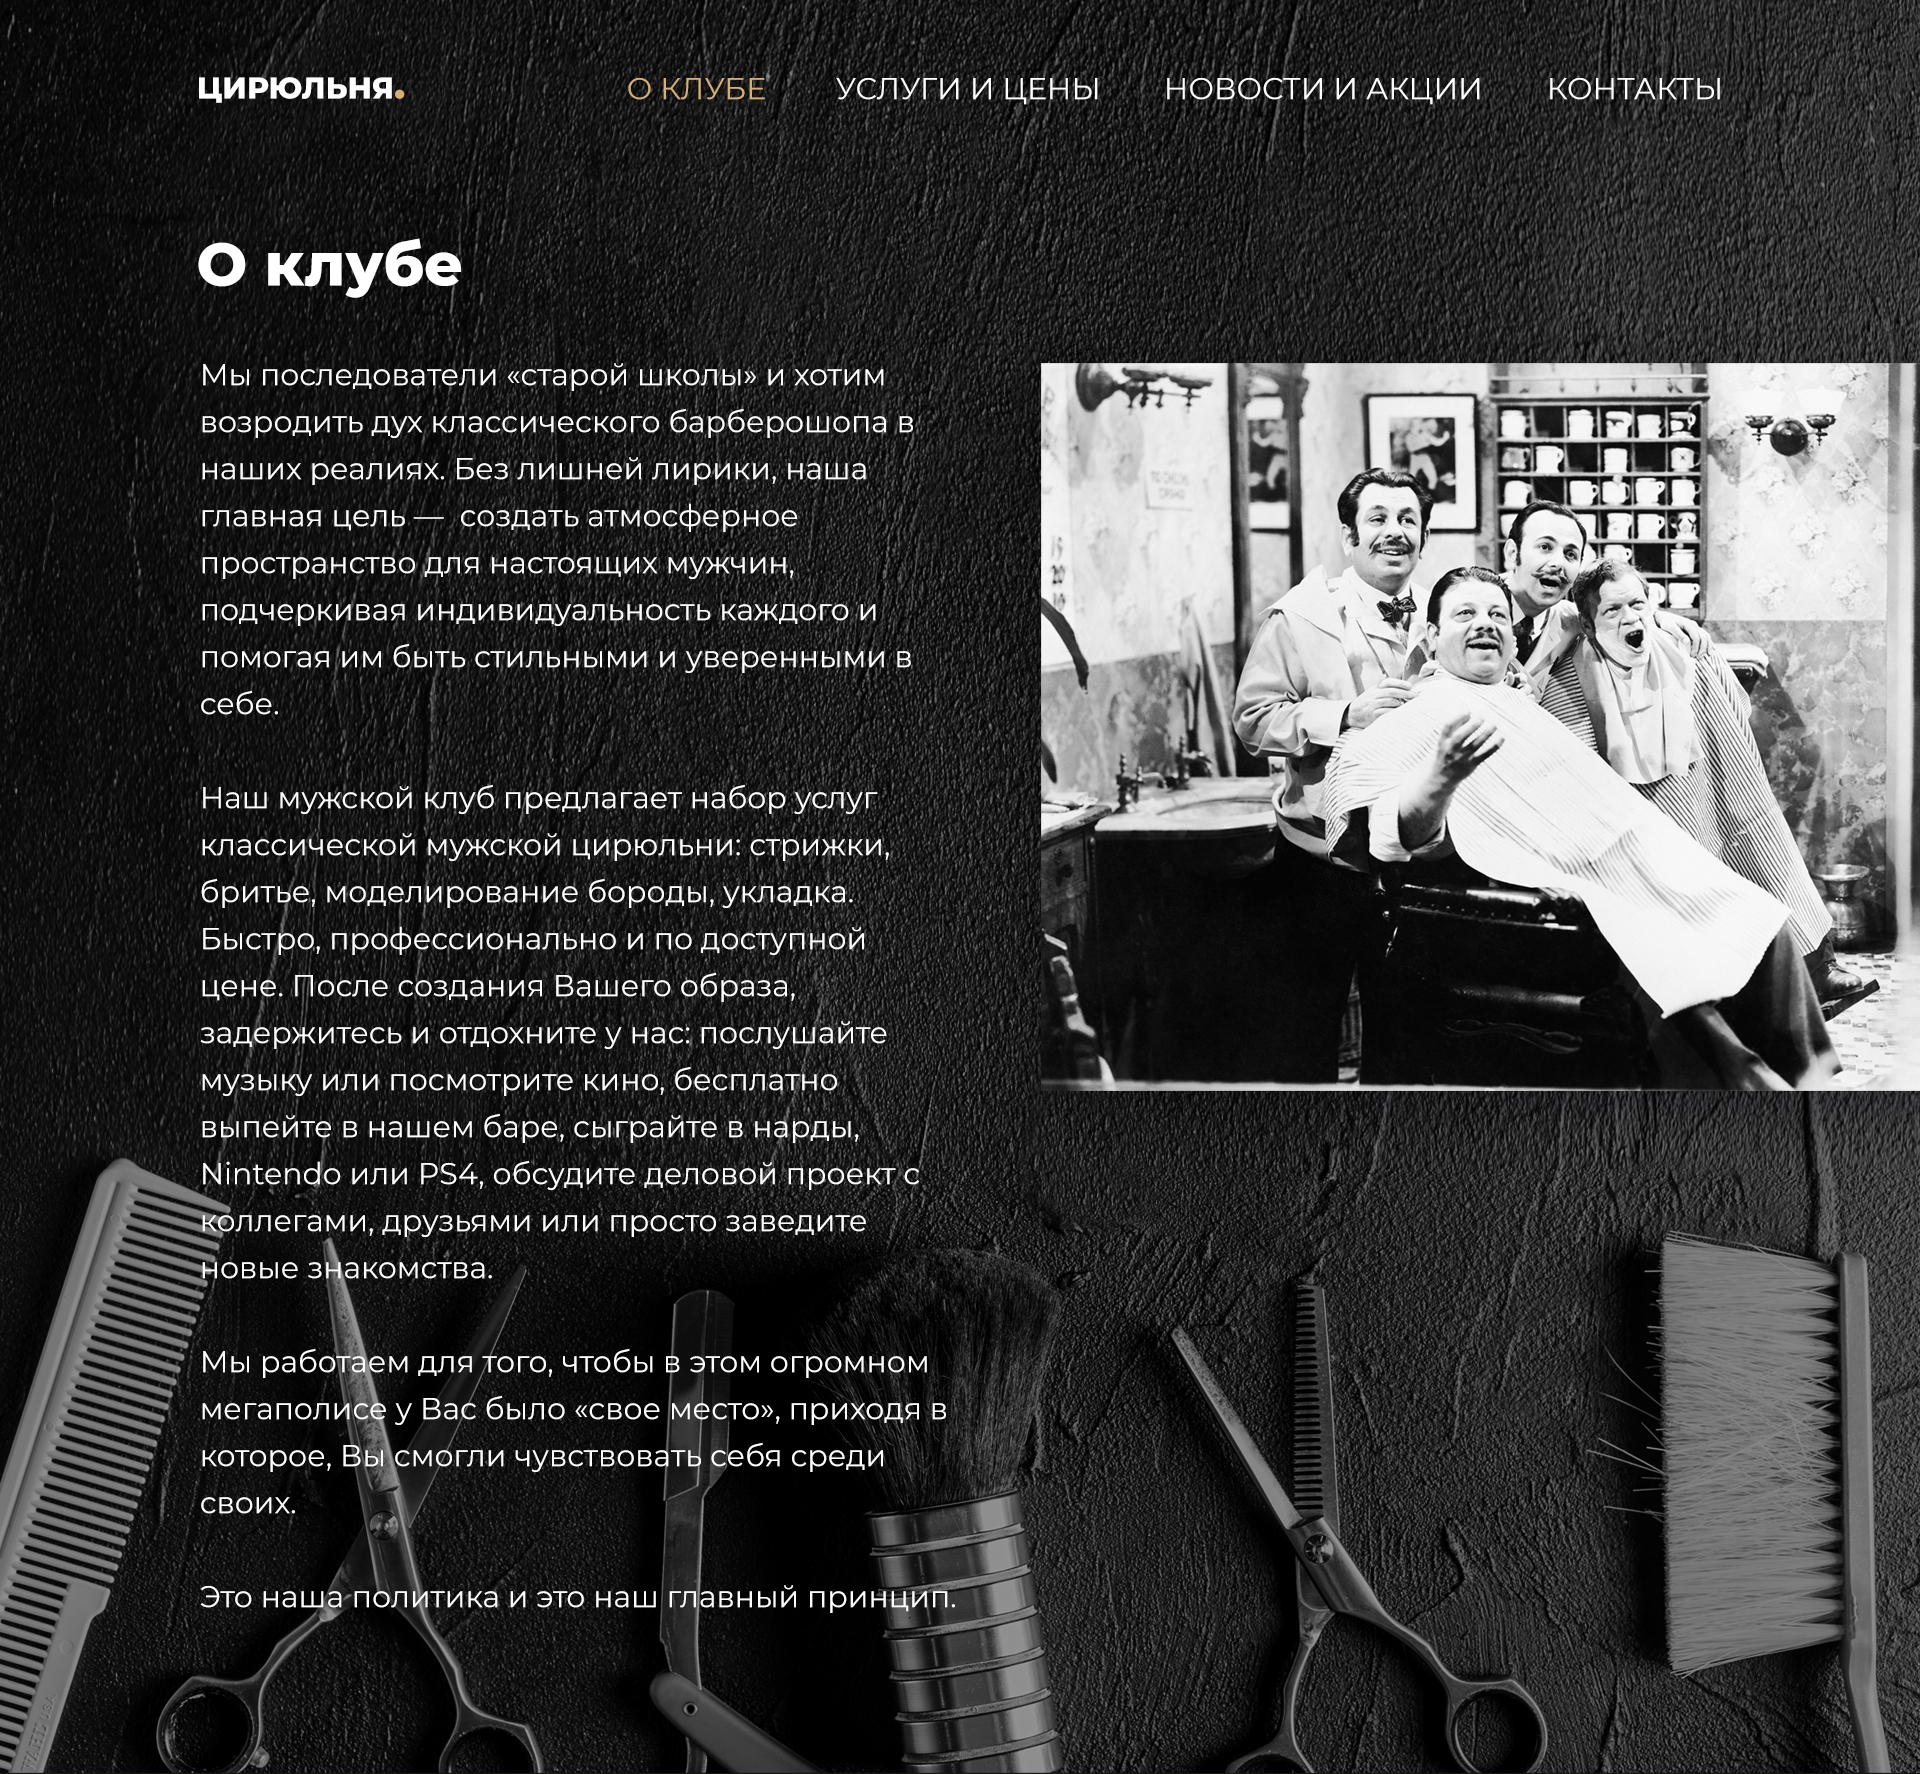 ЦИРЮЛЬНЯ.
О КЛУБЕ УСЛУГИ И ЦЕНЫ НОВОСТИ И АКЦИИ КОНТАКТЫ
О клубе
Мы последователи «старой школы» и хотим
возродить дух классического барберошопа в
наших реалиях. Без лишней лирики, наша
главная цель — создать атмосферное
пространство для настоящих мужчин,
подчеркивая индивидуальность каждого и
помогая им быть стильными и уверенными в
себе.
Наш мужской клуб предлагает набор услуг
классической мужской цирюльни: стрижки,
бритье, моделирование бороды, укладка.
Быстро, профессионально и по доступной
цене. После создания Вашего образа,
задержитесь и отдохните у нас: послушайте
музыку или посмотрите кино, бесплатно
выпейте в нашем баре, сыграйте в нарды,
Nintendo или PS4, обсудите деловой проект с
коллегами, друзьями или просто заведите
новые знакомства.
Мы работаем для того, чтобы в этом огромном
мегаполисе у Вас было «свое место», приходя в
которое, Вы смогли чувствовать себя среди
своих.
Это наша политика и это наш главный принцип.
20